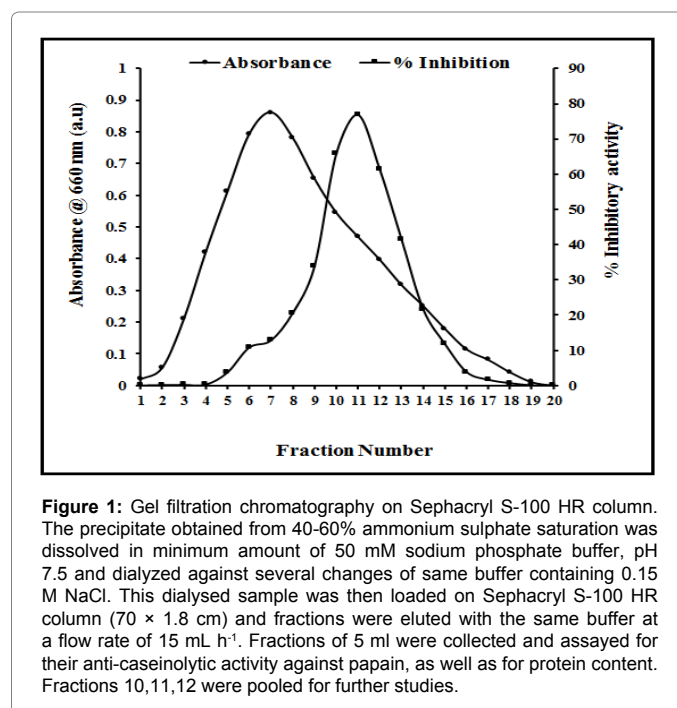 Absorbance % Inhibition
1
0.9
0.8
0.7
0.6
0.5
0.4
0.3
0.2
0.1
0
Absorbance @ 660 nm (a.u)
90
80
70
60
50
40
30
20
10
0
% Inhibitory activity
1 2 3 4 5 6 7 8 9 10 11 12 13 14 15 16 17 18 19 20
Fraction Number
Figure 1: Gel filtration chromatography on Sephacryl S-100 HR column.
The precipitate obtained from 40-60% ammonium sulphate saturation was
dissolved in minimum amount of 50 mM sodium phosphate buffer, pH
7.5 and dialyzed against several changes of same buffer containing 0.15
M NaCl. This dialysed sample was then loaded on Sephacryl S-100 HR
column (70 × 1.8 cm) and fractions were eluted with the same buffer at
a flow rate of 15 mL h⁻¹. Fractions of 5 ml were collected and assayed for
their anti-caseinolytic activity against papain, as well as for protein content.
Fractions 10,11,12 were pooled for further studies.